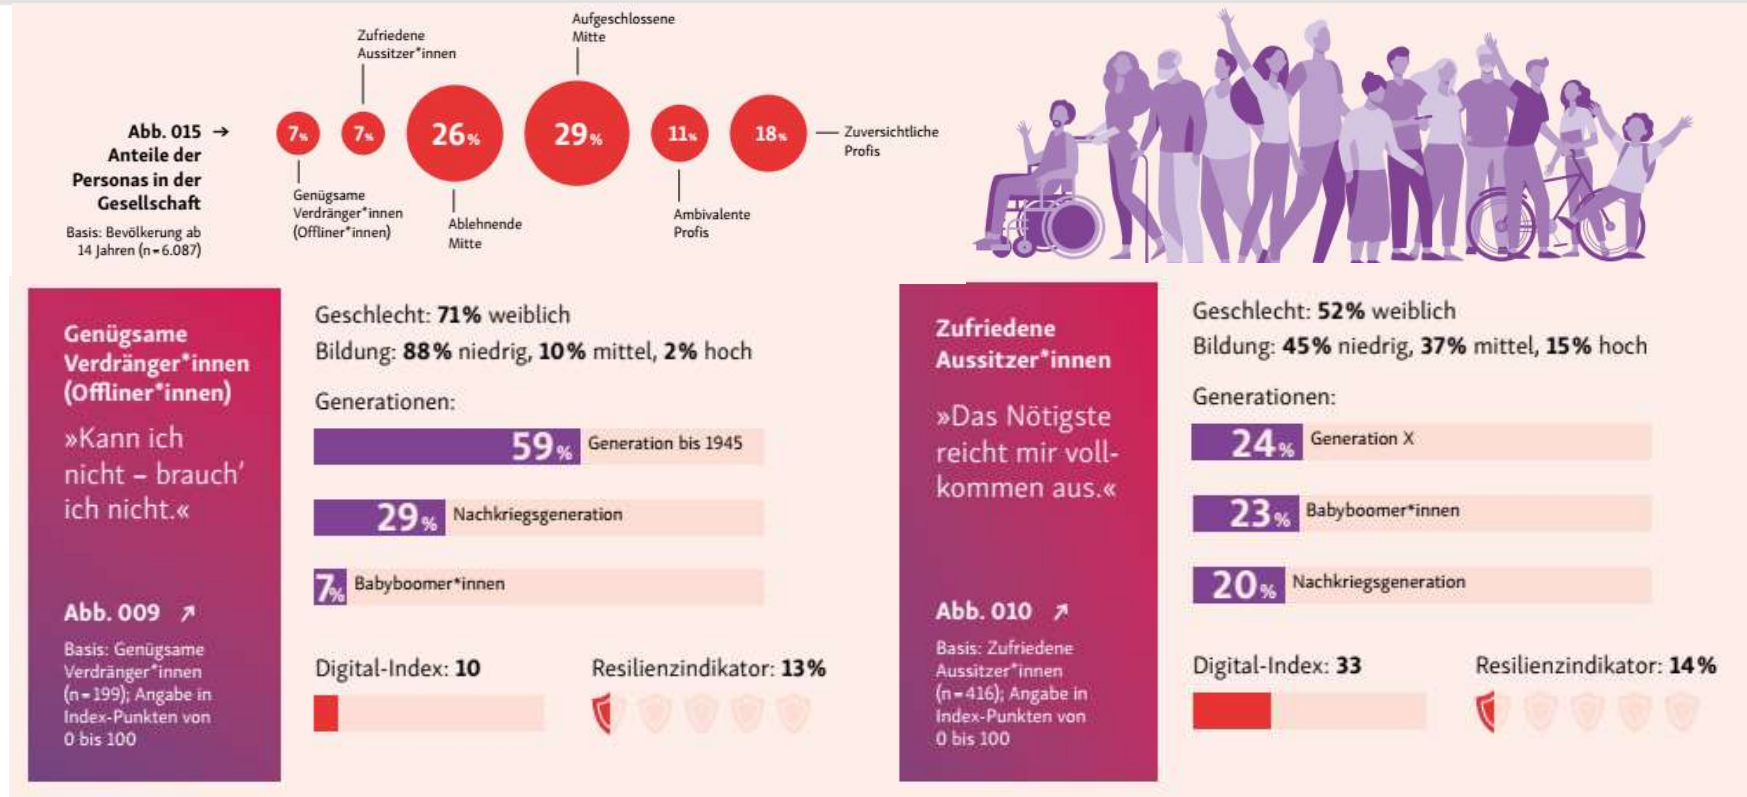 Abb. 015 →
Anteile der
Personas in der
Gesellschaft
Basis: Bevölkerung ab
14 Jahren (n = 6.087)
7%
Genügsame
Verdränger*innen
(Offliner*innen)
Zufriedene
Aussitzer*innen
7%
26%
Ablehnende
Mitte
Aufgeschlossene
Mitte
29%
11%
Ambivalente
Profis
18%
Zuversichtliche
Profis
Genügsame
Verdränger*innen
(Offliner*innen)
»Kann ich
nicht – brauch’
ich nicht.«
Abb. 009 ↗
Basis: Genügsame
Verdränger*innen
(n = 199); Angabe in
Index-Punkten von
0 bis 100
Geschlecht: 71% weiblich
Bildung: 88% niedrig, 10% mittel, 2% hoch
Generationen:
59% Generation bis 1945
29% Nachkriegsgeneration
7% Babyboomer*innen
Digital-Index: 10
Resilienzindikator: 13%
Zufriedene
Aussitzer*innen
»Das Nötigste
reicht mir voll-
kommen aus.«
Abb. 010 ↗
Basis: Zufriedene
Aussitzer*innen
(n = 416); Angabe in
Index-Punkten von
0 bis 100
Geschlecht: 52% weiblich
Bildung: 45% niedrig, 37% mittel, 15% hoch
Generationen:
24% Generation X
23% Babyboomer*innen
20% Nachkriegsgeneration
Digital-Index: 33
Resilienzindikator: 14%